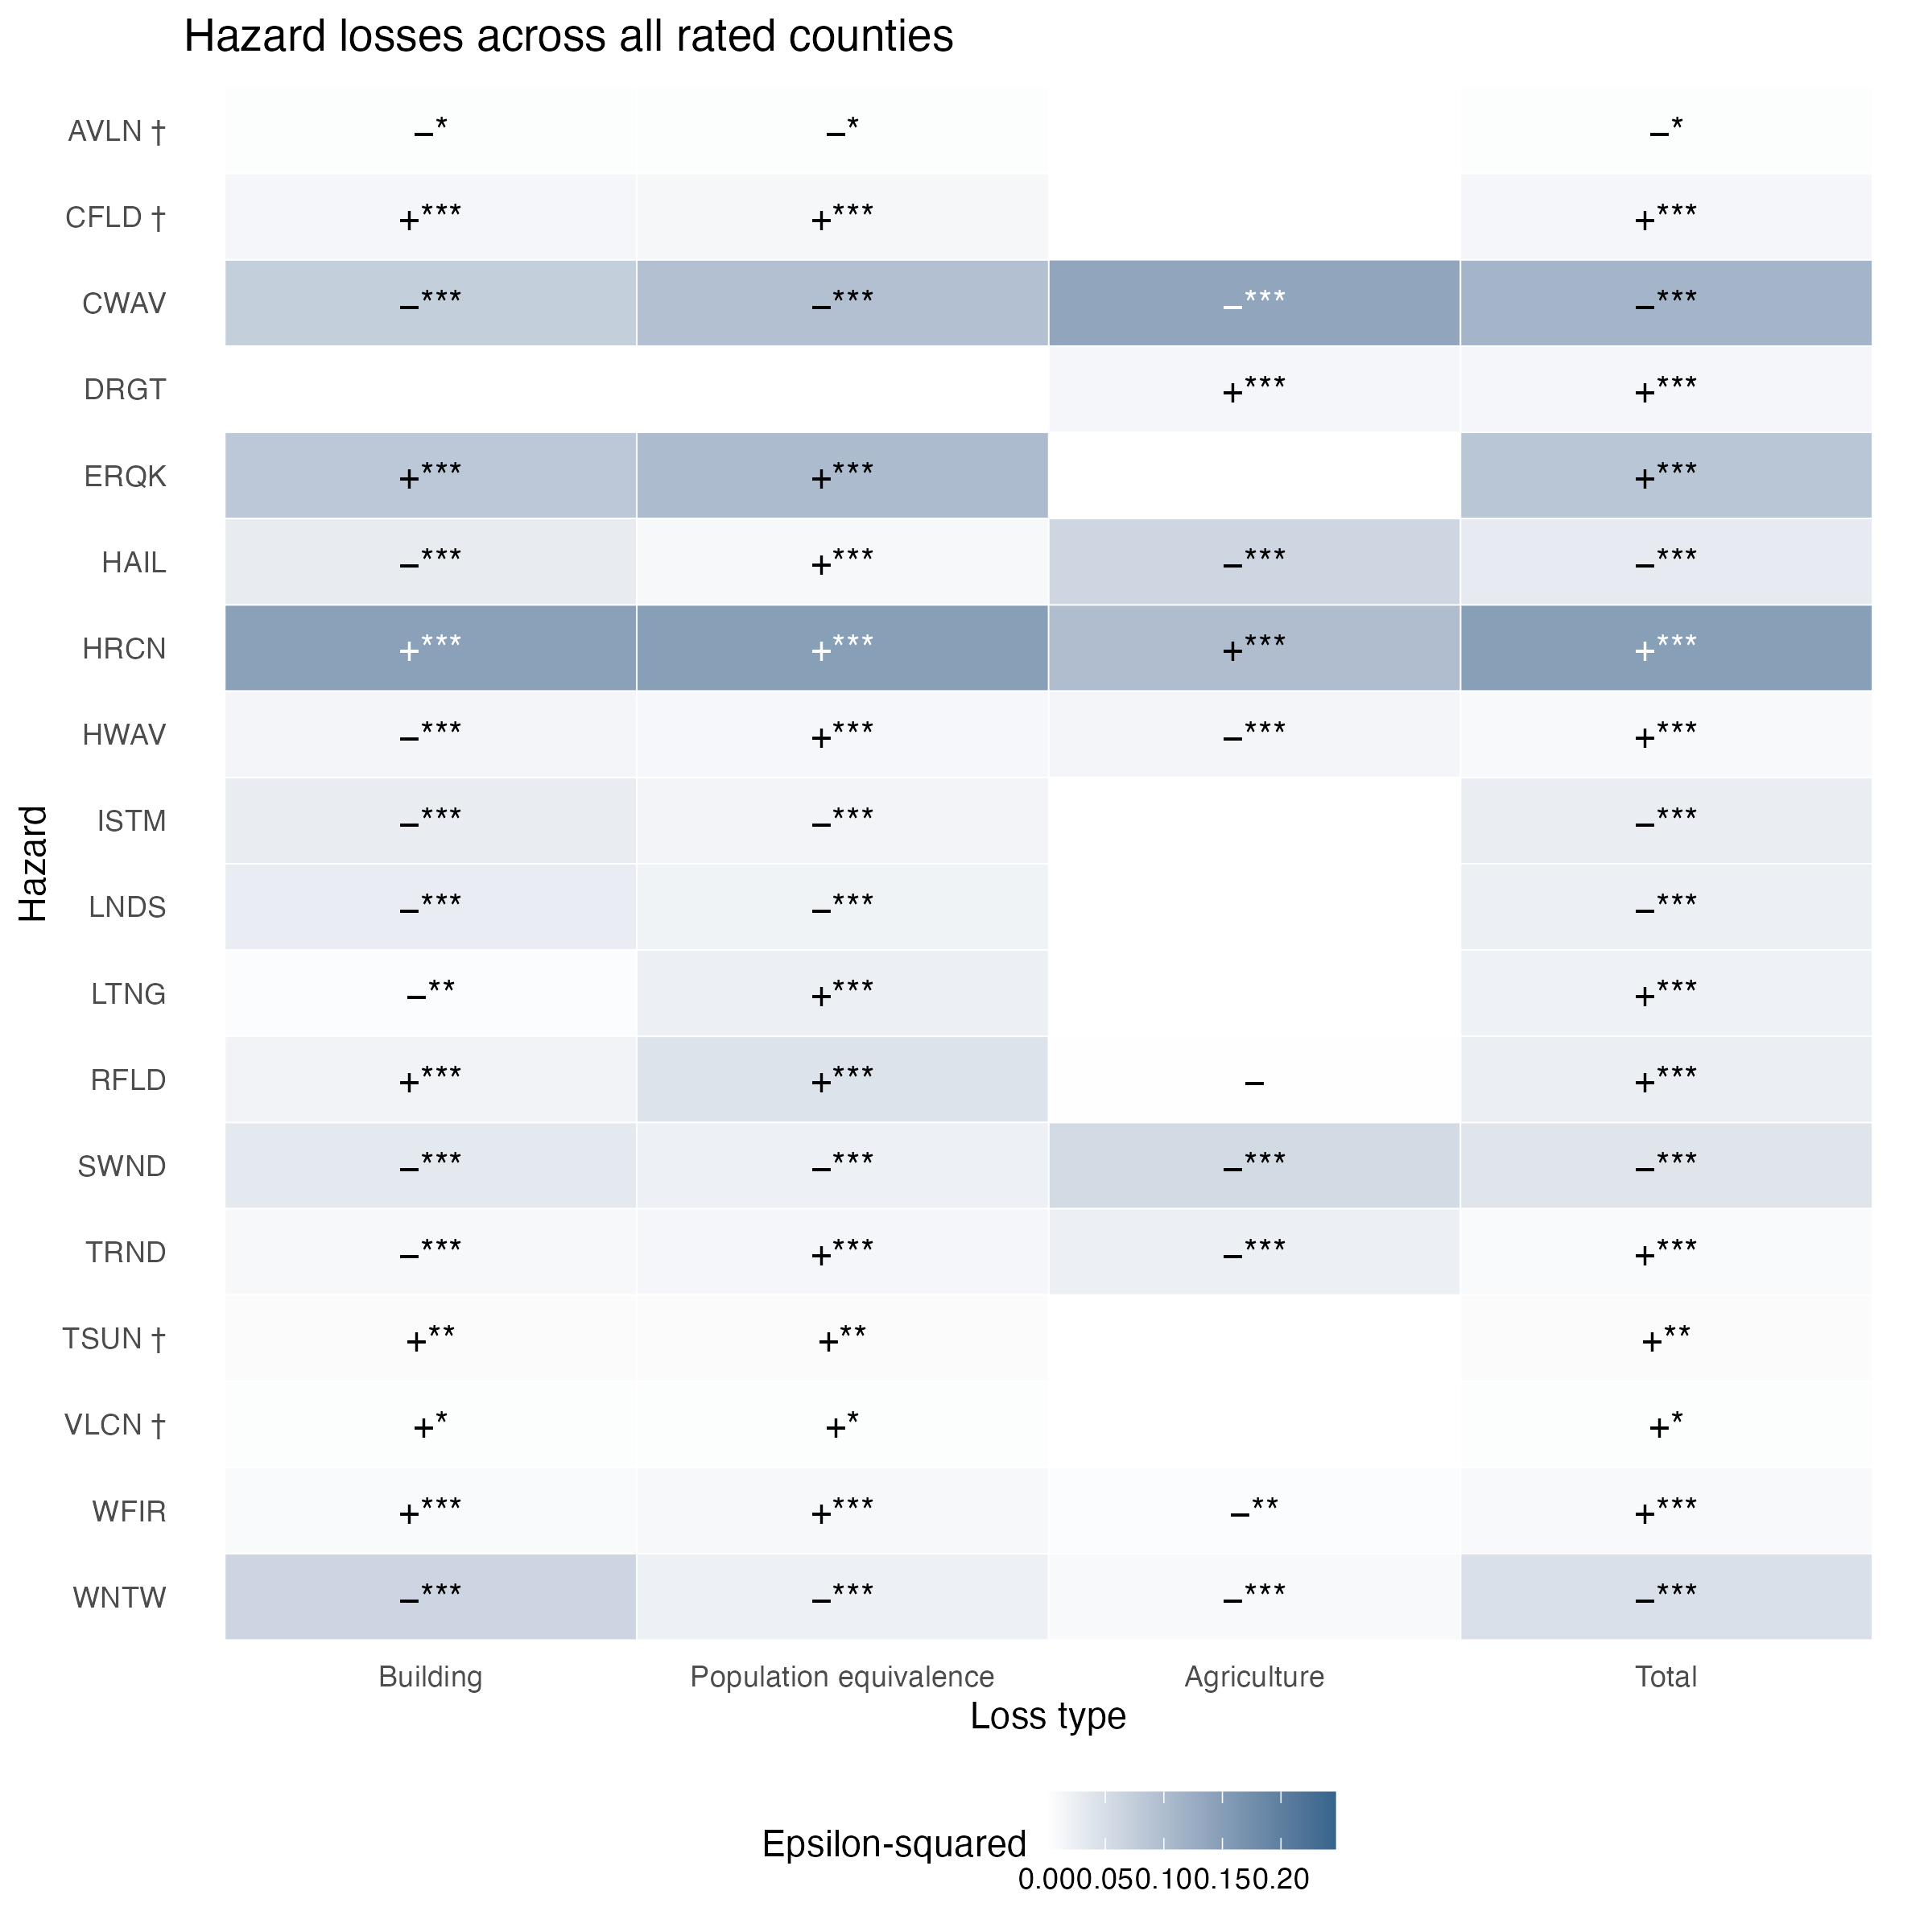 Hazard losses across all rated counties
AVLN † –* –* –*
CFLD † +*** +*** +***
CWAV –*** –*** –*** –***
DRGT +*** +***
ERQK +*** +*** +***
HAIL –*** +*** –*** –***
HRCN +*** +*** +*** +***
HWAV –*** +*** –*** +***
ISTM –*** –*** –***
LNDS –*** –*** –***
LTNG –** +*** +***
RFLD +*** +*** – +***
SWND –*** –*** –*** –***
TRND –*** +*** –*** +***
TSUN † +** +** +**
VLCN † +* +* +*
WFIR +*** +*** –** +***
WNTW –*** –*** –*** –***
Hazard
Building Population equivalence Agriculture Total
Loss type
Epsilon-squared
0.000.050.100.150.20